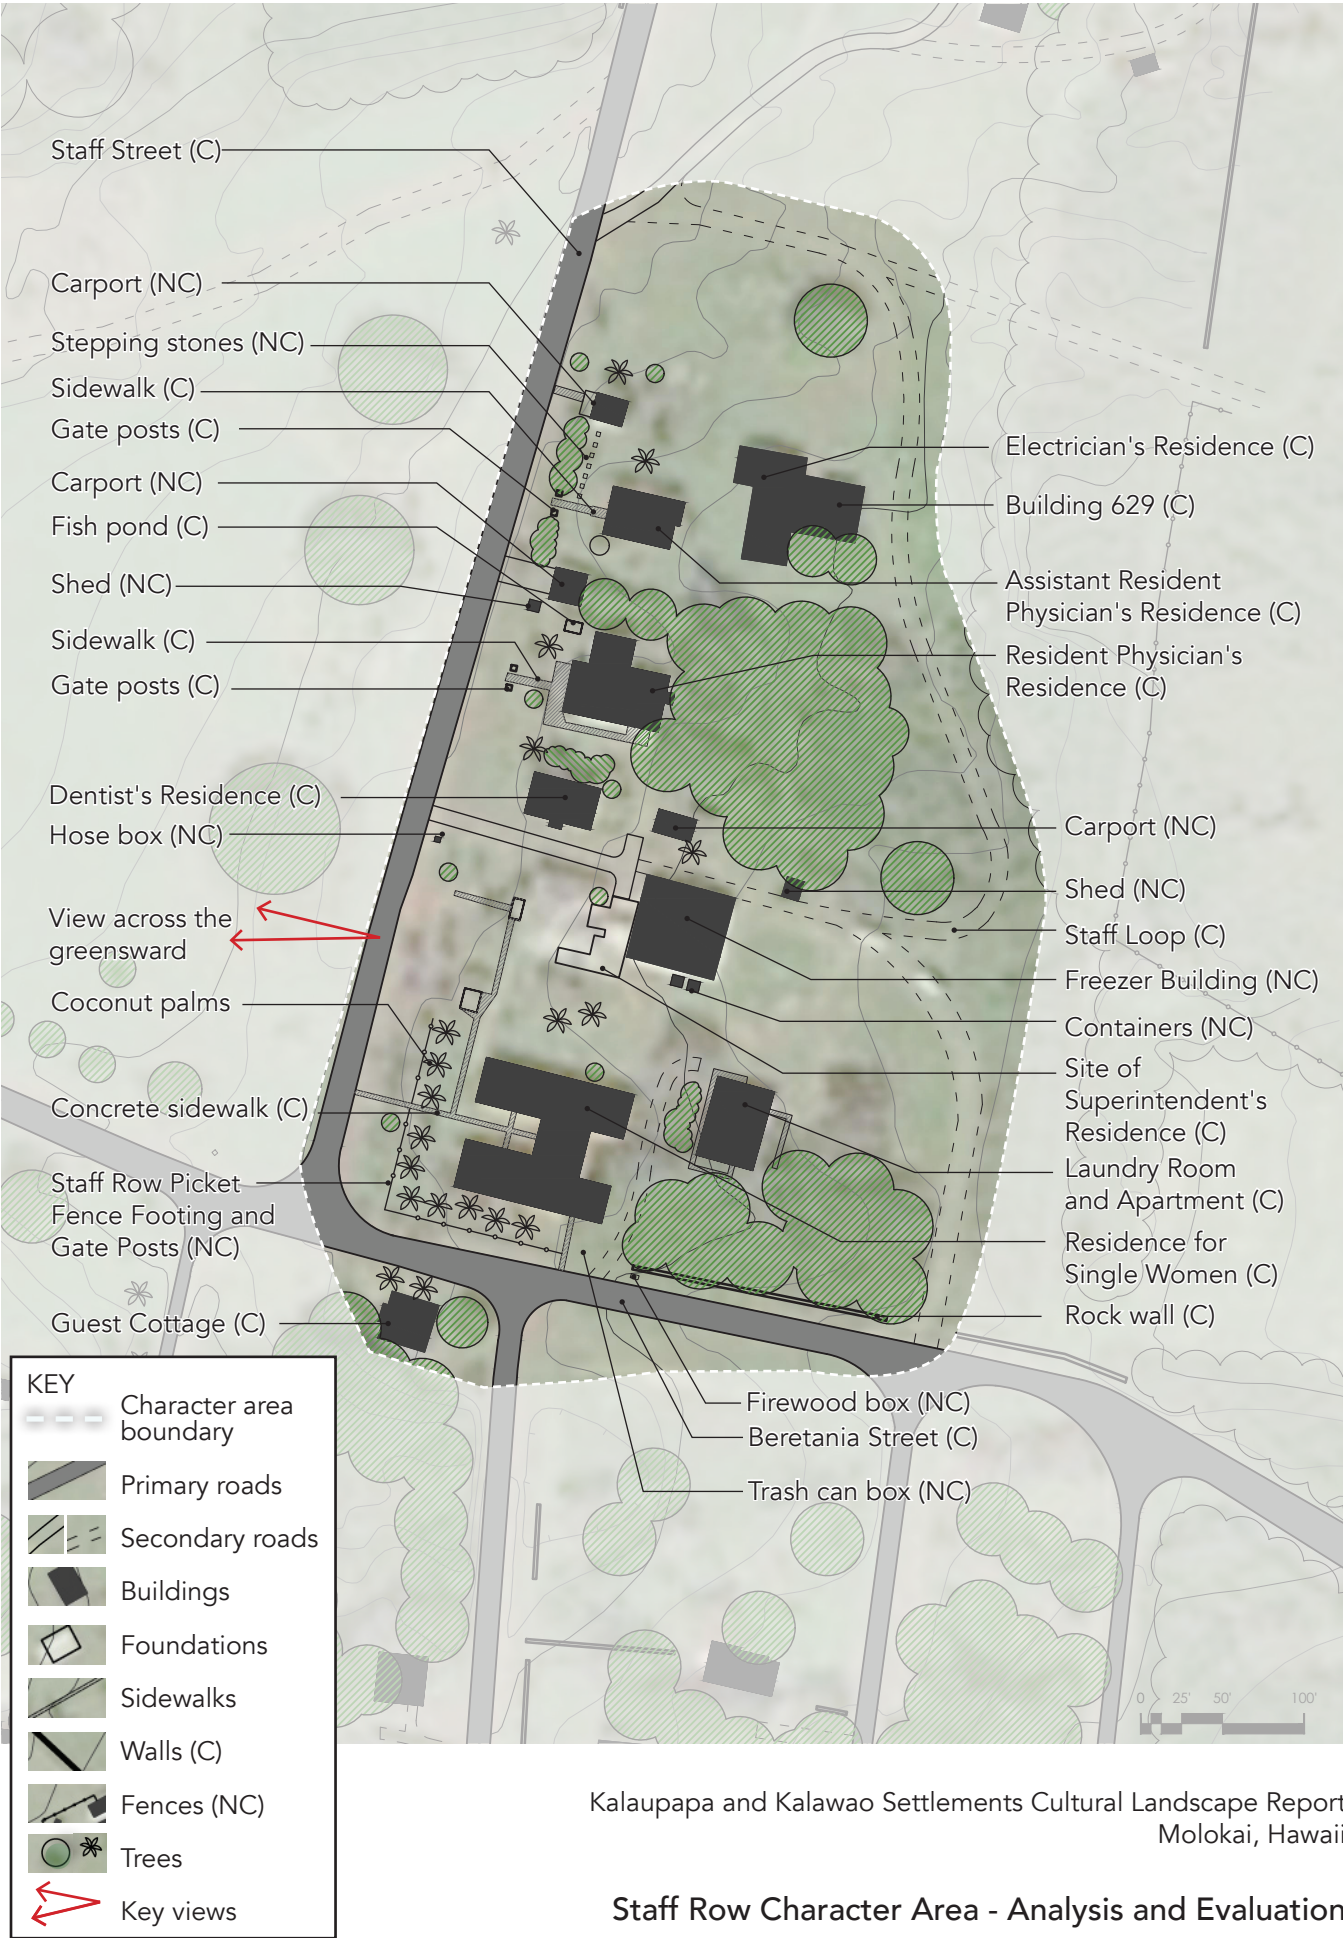 Staff Street (C)
Carport (NC)
Stepping stones (NC)
Sidewalk (C)
Gate posts (C)
Carport (NC)
Fish pond (C)
Shed (NC)
Sidewalk (C)
Gate posts (C)
Dentist's Residence (C)
Hose box (NC)
View across the
greensward
Coconut palms
Concrete sidewalk (C)
Staff Row Picket
Fence Footing and
Gate Posts (NC)
Guest Cottage (C)
Electrician's Residence (C)
Building 629 (C)
Assistant Resident
Physician's Residence (C)
Resident Physician's
Residence (C)
Carport (NC)
Shed (NC)
Staff Loop (C)
Freezer Building (NC)
Containers (NC)
Site of
Superintendent's
Residence (C)
Laundry Room
and Apartment (C)
Residence for
Single Women (C)
Rock wall (C)
Firewood box (NC)
Beretania Street (C)
Trash can box (NC)
KEY
Character area
boundary
Primary roads
Secondary roads
Buildings
Foundations
Sidewalks
Walls (C)
Fences (NC)
Trees
Key views
0 25' 50' 100'
Kalaupapa and Kalawao Settlements Cultural Landscape Report
Molokai, Hawaii
Staff Row Character Area - Analysis and Evaluation